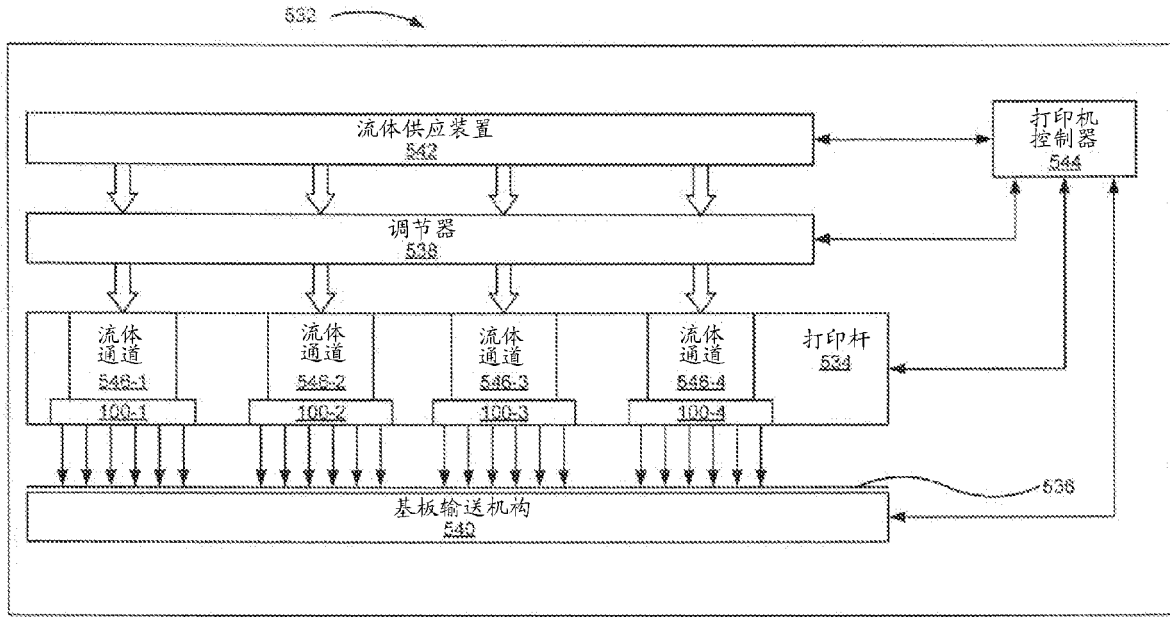 532
流体供应装置
542
打印机
控制器
544
调节器
538
流体
通道
546-1
流体
通道
546-2
流体
通道
546-3
流体
通道
546-4
打印杆
534
100-1
100-2
100-3
100-4
536
基板输送机构
540